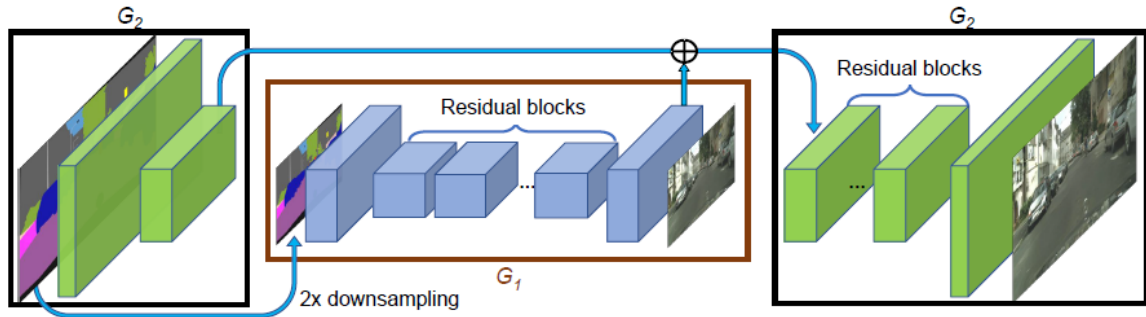 G2
G2
Residual blocks
Residual blocks
...
...
G1
2x downsampling